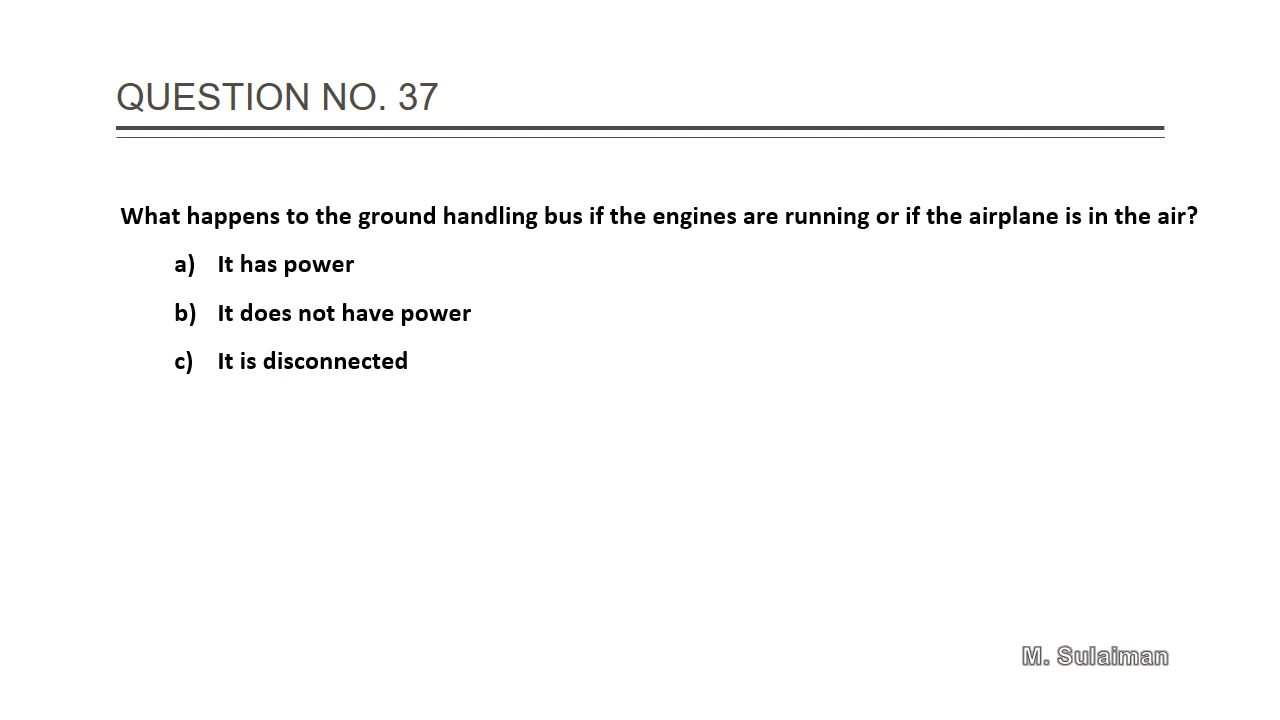 QUESTION NO. 37
What happens to the ground handling bus if the engines are running or if the airplane is in the air?
a) It has power
b) It does not have power
c) It is disconnected
M. Sulaiman